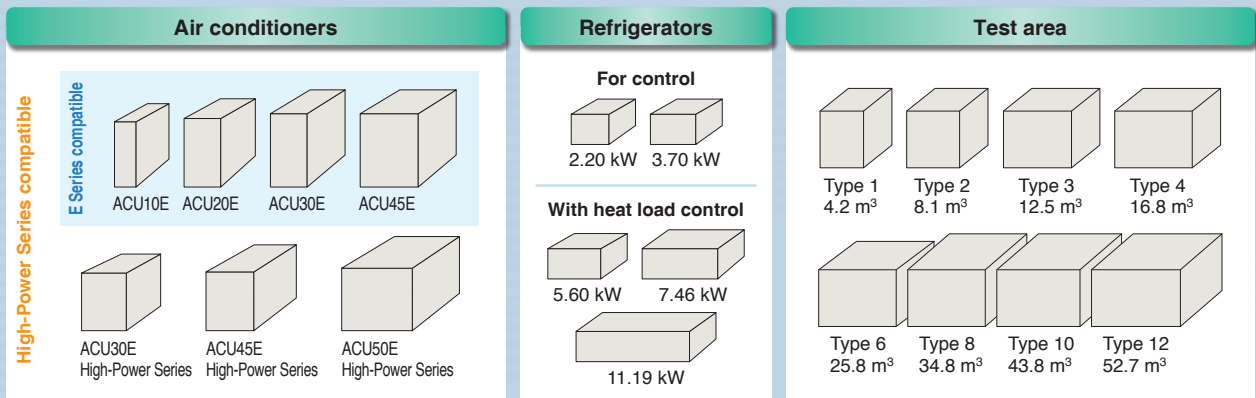 Air conditioners
High-Power Series compatible
E Series compatible
ACU10E ACU20E ACU30E ACU45E
ACU30E
High-Power Series
ACU45E
High-Power Series
ACU50E
High-Power Series
Refrigerators
For control
2.20 kW 3.70 kW
With heat load control
5.60 kW 7.46 kW
11.19 kW
Test area
Type 1
4.2 m³
Type 2
8.1 m³
Type 3
12.5 m³
Type 4
16.8 m³
Type 6
25.8 m³
Type 8
34.8 m³
Type 10
43.8 m³
Type 12
52.7 m³